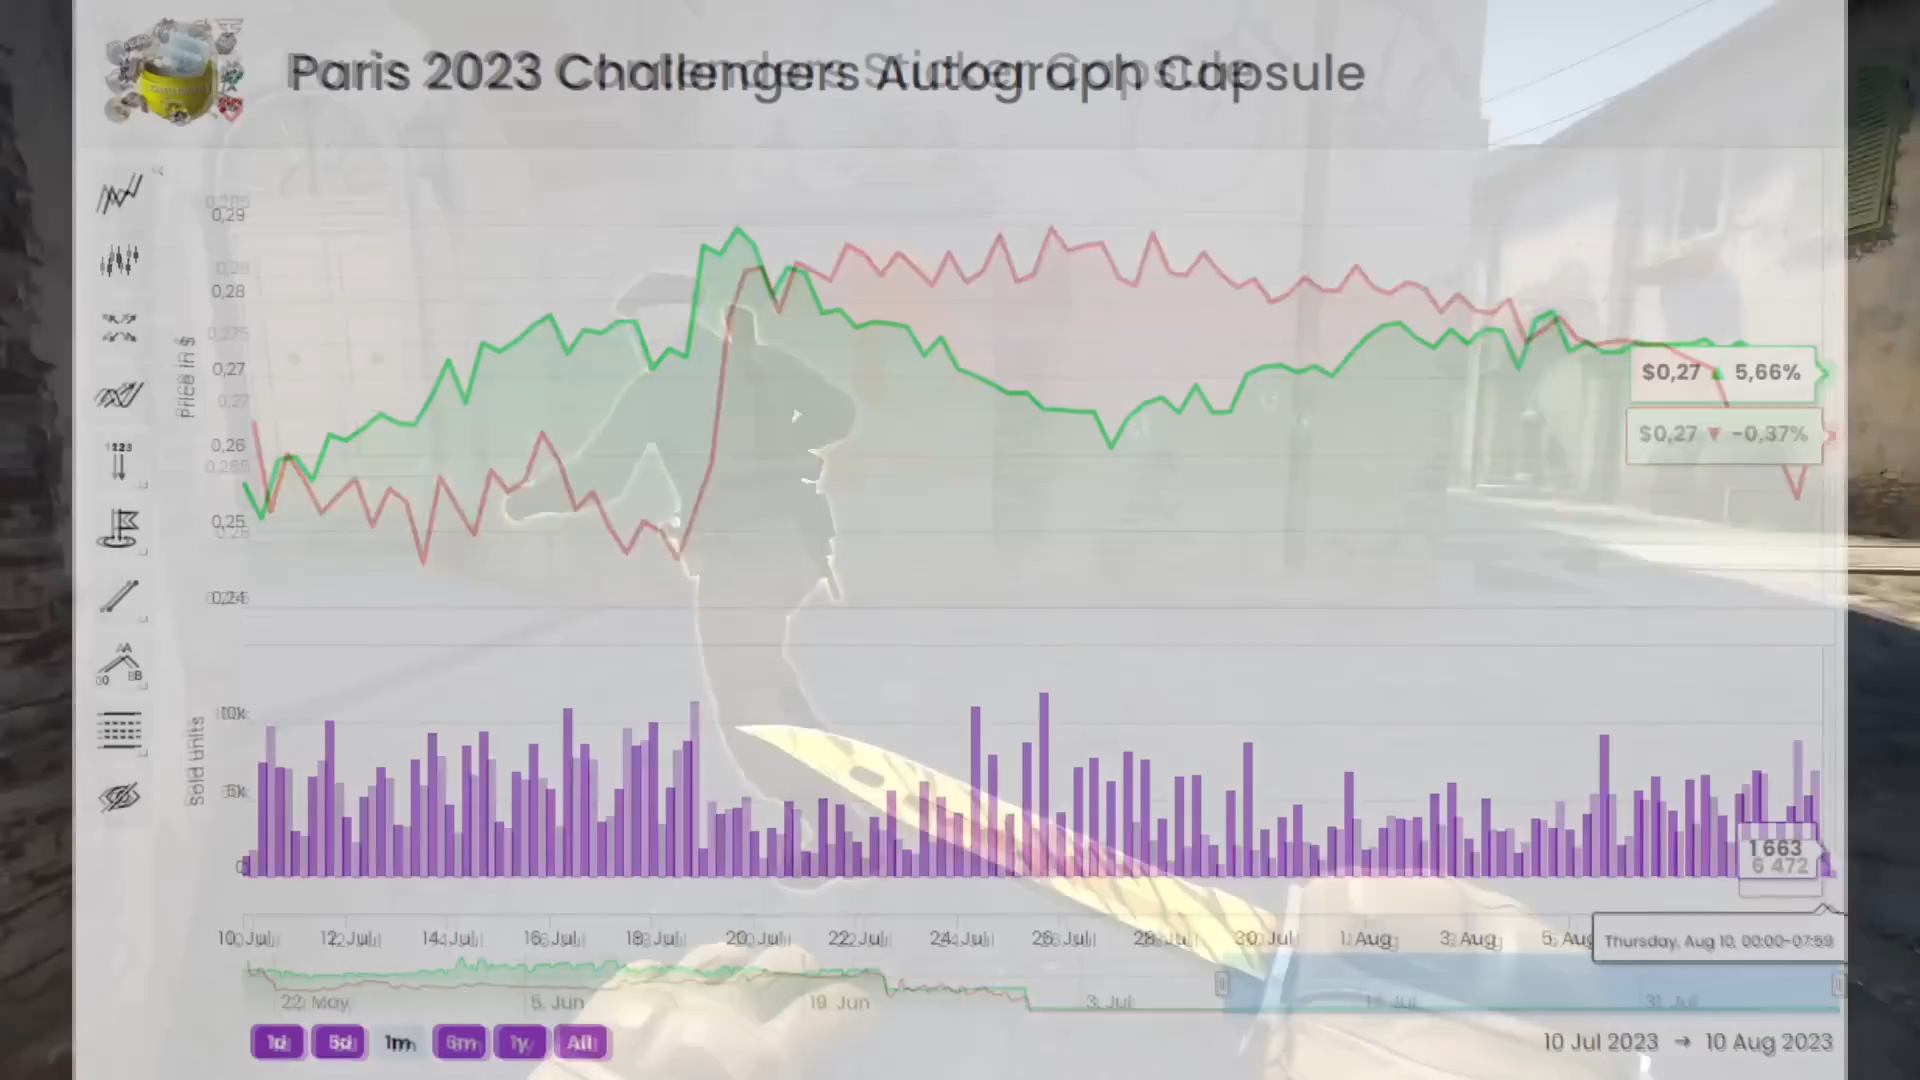 Paris 2023 Challengers Autograph Capsule
0,29
0,28
0,27
0,26
0,25
0,24
Price in $
$0,27 ▲ 5,66%
$0,27 ▼ -0,37%
10k
5k
0
Sold units
1 663
6 472
10 Jul
12 Jul
14 Jul
16 Jul
18 Jul
20 Jul
22 Jul
24 Jul
26 Jul
28 Jul
30 Jul
1. Aug
3. Aug
5. Aug
Thursday, Aug 10, 00:00-07:59
22. May
5. Jun
19. Jun
3. Jul
31. Jul
1d 5d 1m 6m 1y All
10 Jul 2023 → 10 Aug 2023